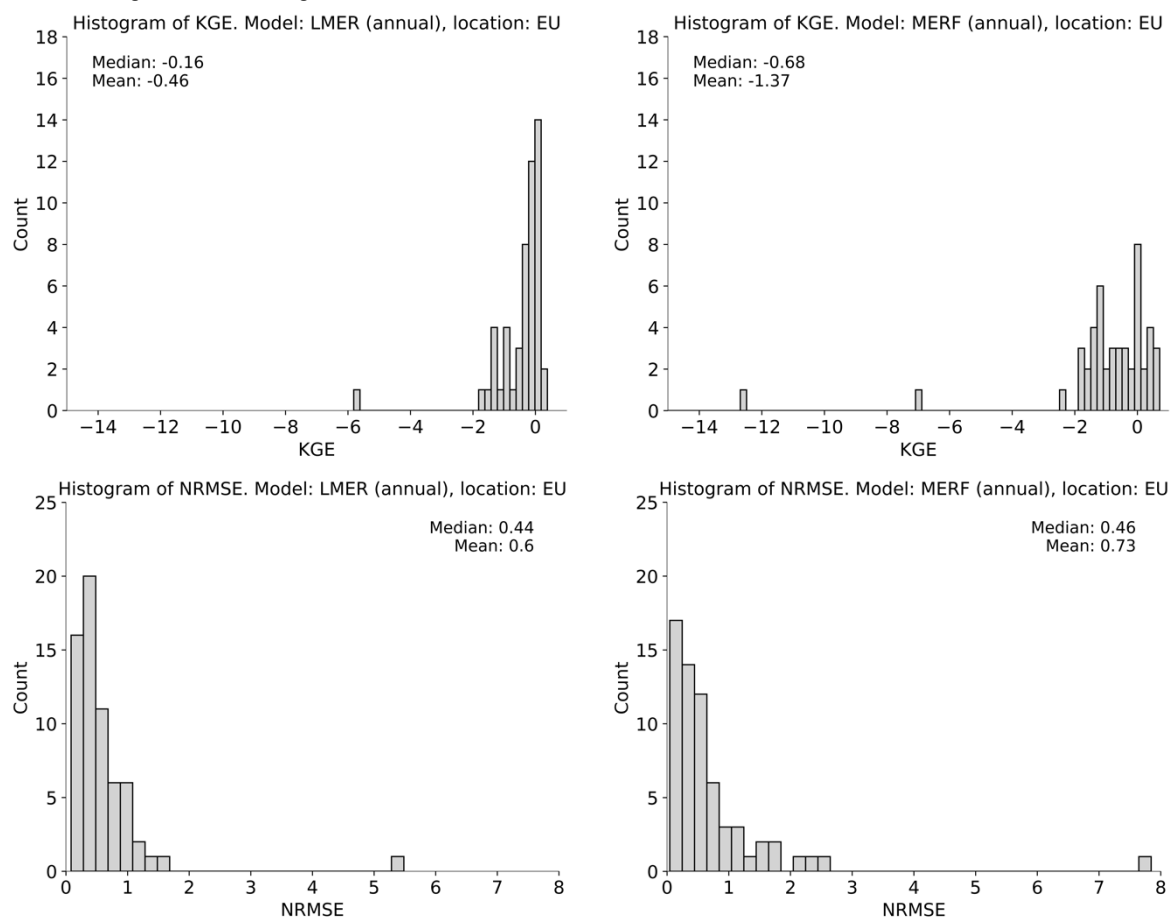 Histogram of KGE. Model: LMER (annual), location: EU
18
16
14
12
10
8
6
4
2
0
Count
Median: -0.16
Mean: -0.46
−14 −12 −10 −8 −6 −4 −2 0
KGE
Histogram of KGE. Model: MERF (annual), location: EU
18
16
14
12
10
8
6
4
2
0
Count
Median: -0.68
Mean: -1.37
−14 −12 −10 −8 −6 −4 −2 0
KGE
Histogram of NRMSE. Model: LMER (annual), location: EU
25
20
15
10
5
0
Count
Median: 0.44
Mean: 0.6
0 1 2 3 4 5 6 7 8
NRMSE
Histogram of NRMSE. Model: MERF (annual), location: EU
25
20
15
10
5
0
Count
Median: 0.46
Mean: 0.73
0 1 2 3 4 5 6 7 8
NRMSE